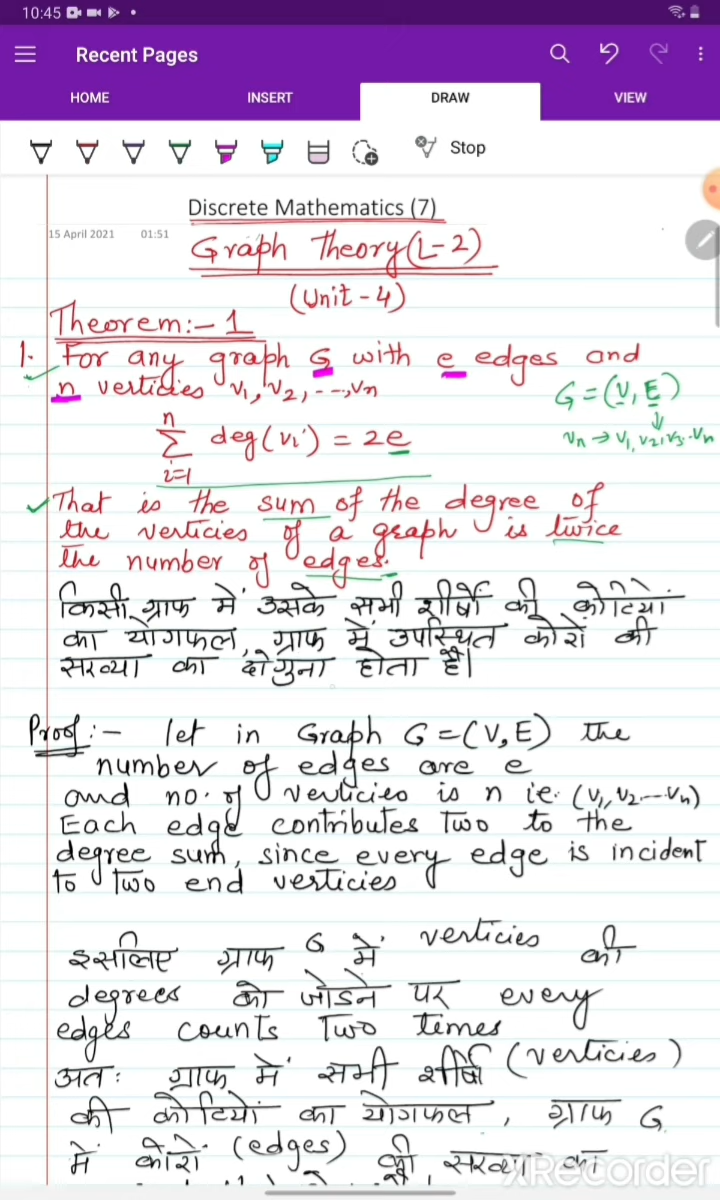 10:45
Recent Pages
HOME INSERT DRAW VIEW
Stop
Discrete Mathematics (7)
15 April 2021 01:51
Graph Theory (L-2)
(Unit-4)
Theorem:- 1
1. For any graph G with e edges and
n verticies v1, v2, ---, vn
G = (V, E)
vn → v1, v2, v3..vn
n
∑ deg(vi) = 2e
i=1
That is the sum of the degree of
the verticies of a graph is twice
the number of edges.
किसी ग्राफ में उसके सभी शीर्षों की कोटियों
का योगफल, ग्राफ में उपस्थित कोरों की
संख्या का दोगुना होता है।
Proof:- let in Graph G=(V,E) the
number of edges are e
and no. of verticies is n ie. (v1, v2---vn)
Each edge contributes Two to the
degree sum, since every edge is incident
to Two end verticies
इसलिए ग्राफ G में verticies की
degrees को जोडने पर every
edges counts Two times
अतः ग्राफ में सभी शीर्षो (verticies)
की कोटियों का योगफल, ग्राफ G
में कोरो (edges) की संख्या का
XRecorder